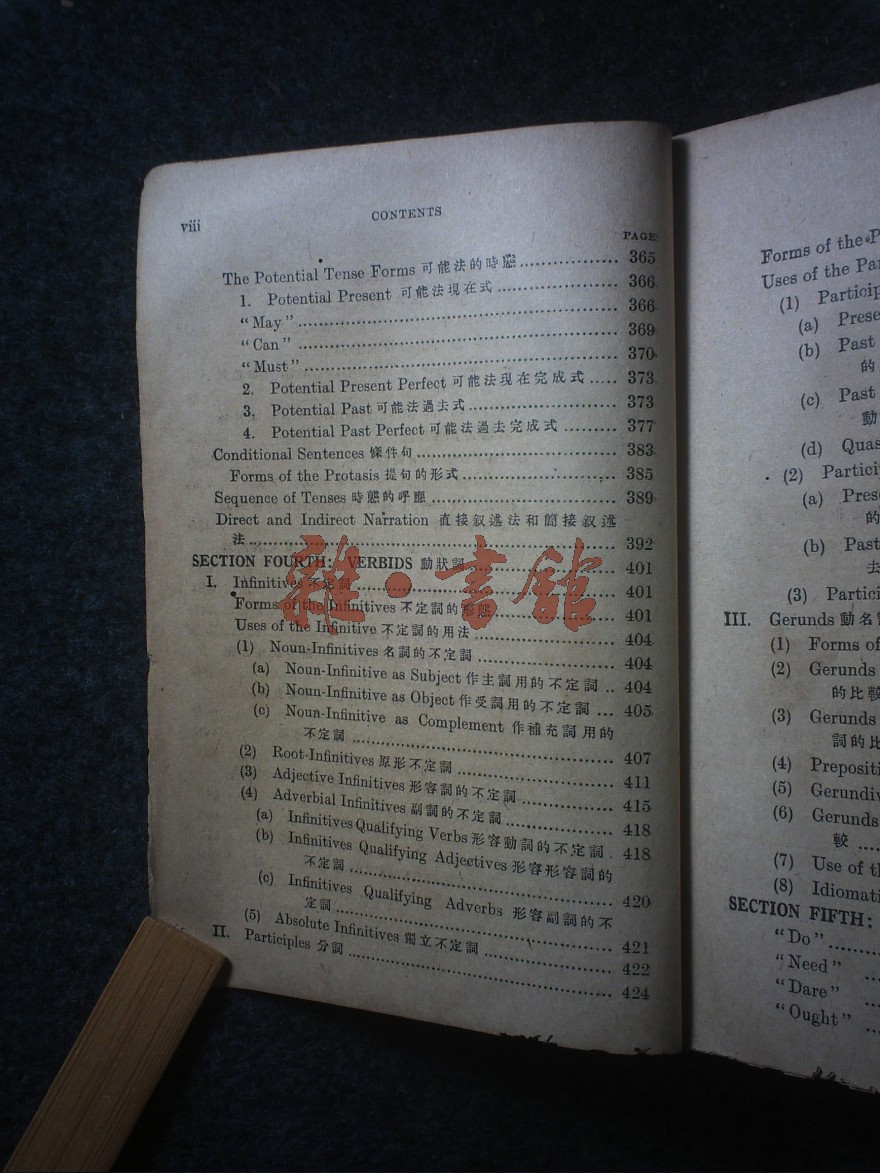 viii
CONTENTS
PAGE
The Potential Tense Forms 可能法的時態 .................. 365
1. Potential Present 可能法現在式 ...................... 366
"May" ............................................................ 366
"Can" ............................................................ 369
"Must" ........................................................... 370
2. Potential Present Perfect 可能法現在完成式 ..... 373
3. Potential Past 可能法過去式 ........................... 373
4. Potential Past Perfect 可能法過去完成式 ......... 377
Conditional Sentences 條件句 .................................... 383
Forms of the Protasis 提句的形式 ........................... 385
Sequence of Tenses 時態的呼應 ................................. 389
Direct and Indirect Narration 直接叙述法和間接叙述
法 .................................................................. 392
SECTION FOURTH: VERBIDS 動狀詞 ........................... 401
I. Infinitives 不定詞 ............................................. 401
Forms of the Infinitives 不定詞的形態 ..................... 401
Uses of the Infinitive 不定詞的用法 ........................ 404
(1) Noun-Infinitives 名詞的不定詞 ..................... 404
(a) Noun-Infinitive as Subject 作主詞用的不定詞 .. 404
(b) Noun-Infinitive as Object 作受詞用的不定詞 ... 405
(c) Noun-Infinitive as Complement 作補充詞用的
不定詞 ............................................. 407
(2) Root-Infinitives 原形不定詞 ........................ 411
(3) Adjective Infinitives 形容詞的不定詞 ............ 415
(4) Adverbial Infinitives 副詞的不定詞 ............... 418
(a) Infinitives Qualifying Verbs 形容動詞的不定詞 . 418
(b) Infinitives Qualifying Adjectives 形容形容詞的
不定詞 ............................................. 420
(c) Infinitives Qualifying Adverbs 形容副詞的不
定詞 ................................................ 421
(5) Absolute Infinitives 獨立不定詞 .................. 422
II. Participles 分詞 ............................................. 424
雜·書館
Forms of the P
Uses of the Par
(1) Particip
(a) Prese
(b) Past
的
(c) Past
動
(d) Quas
(2) Particip
(a) Prese
的
(b) Past
去
(3) Partici
III. Gerunds 動名
(1) Forms of
(2) Gerunds
的比較
(3) Gerunds
詞的比
(4) Prepositi
(5) Gerundiv
(6) Gerunds
較 ....
(7) Use of th
(8) Idiomati
SECTION FIFTH:
"Do" .........
"Need" ...
"Dare" ...
"Ought" ...